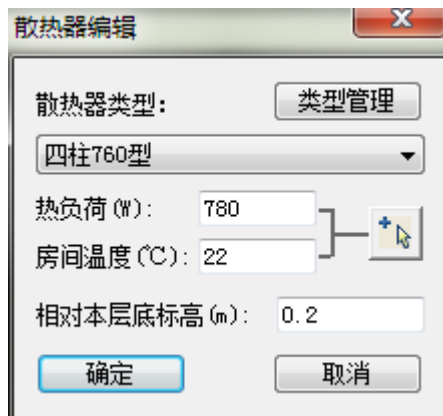 散热器编辑
散热器类型: 类型管理
四柱760型
热负荷(W): 780
房间温度(℃): 22
相对本层底标高(m): 0.2
确定 取消